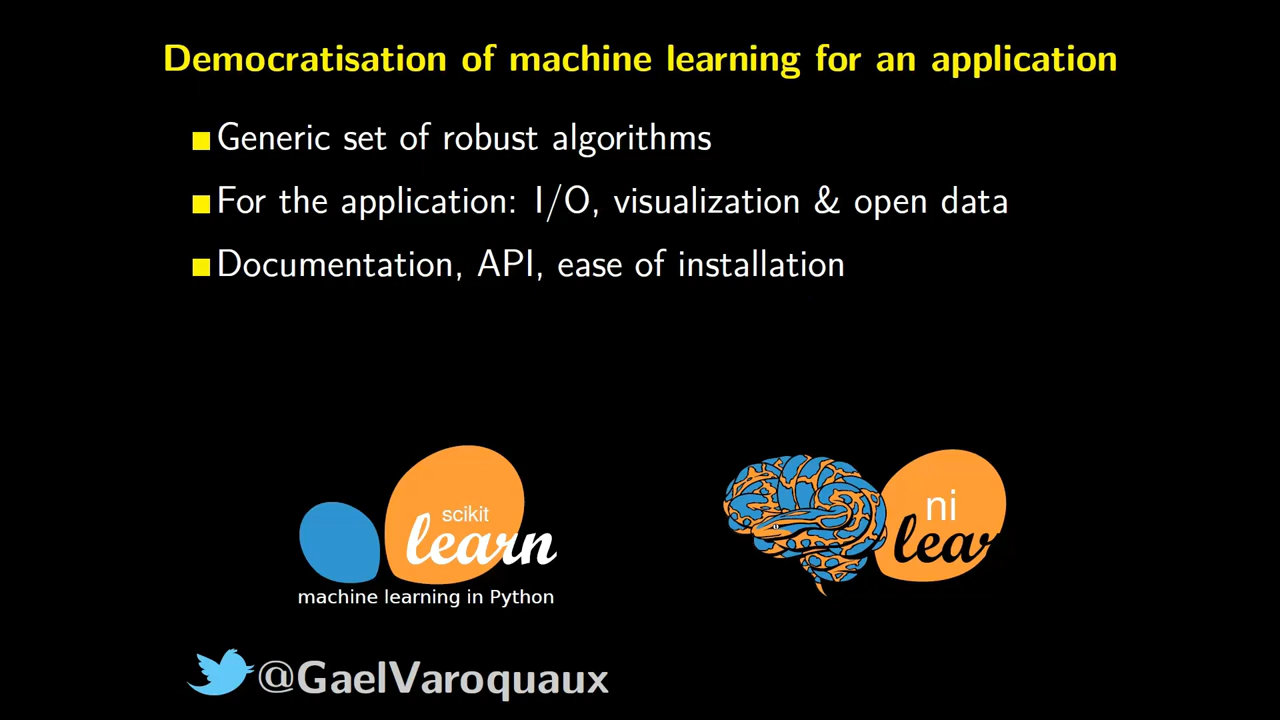 Democratisation of machine learning for an application
Generic set of robust algorithms
For the application: I/O, visualization & open data
Documentation, API, ease of installation
scikit
learn
machine learning in Python
ni
lear
@GaelVaroquaux